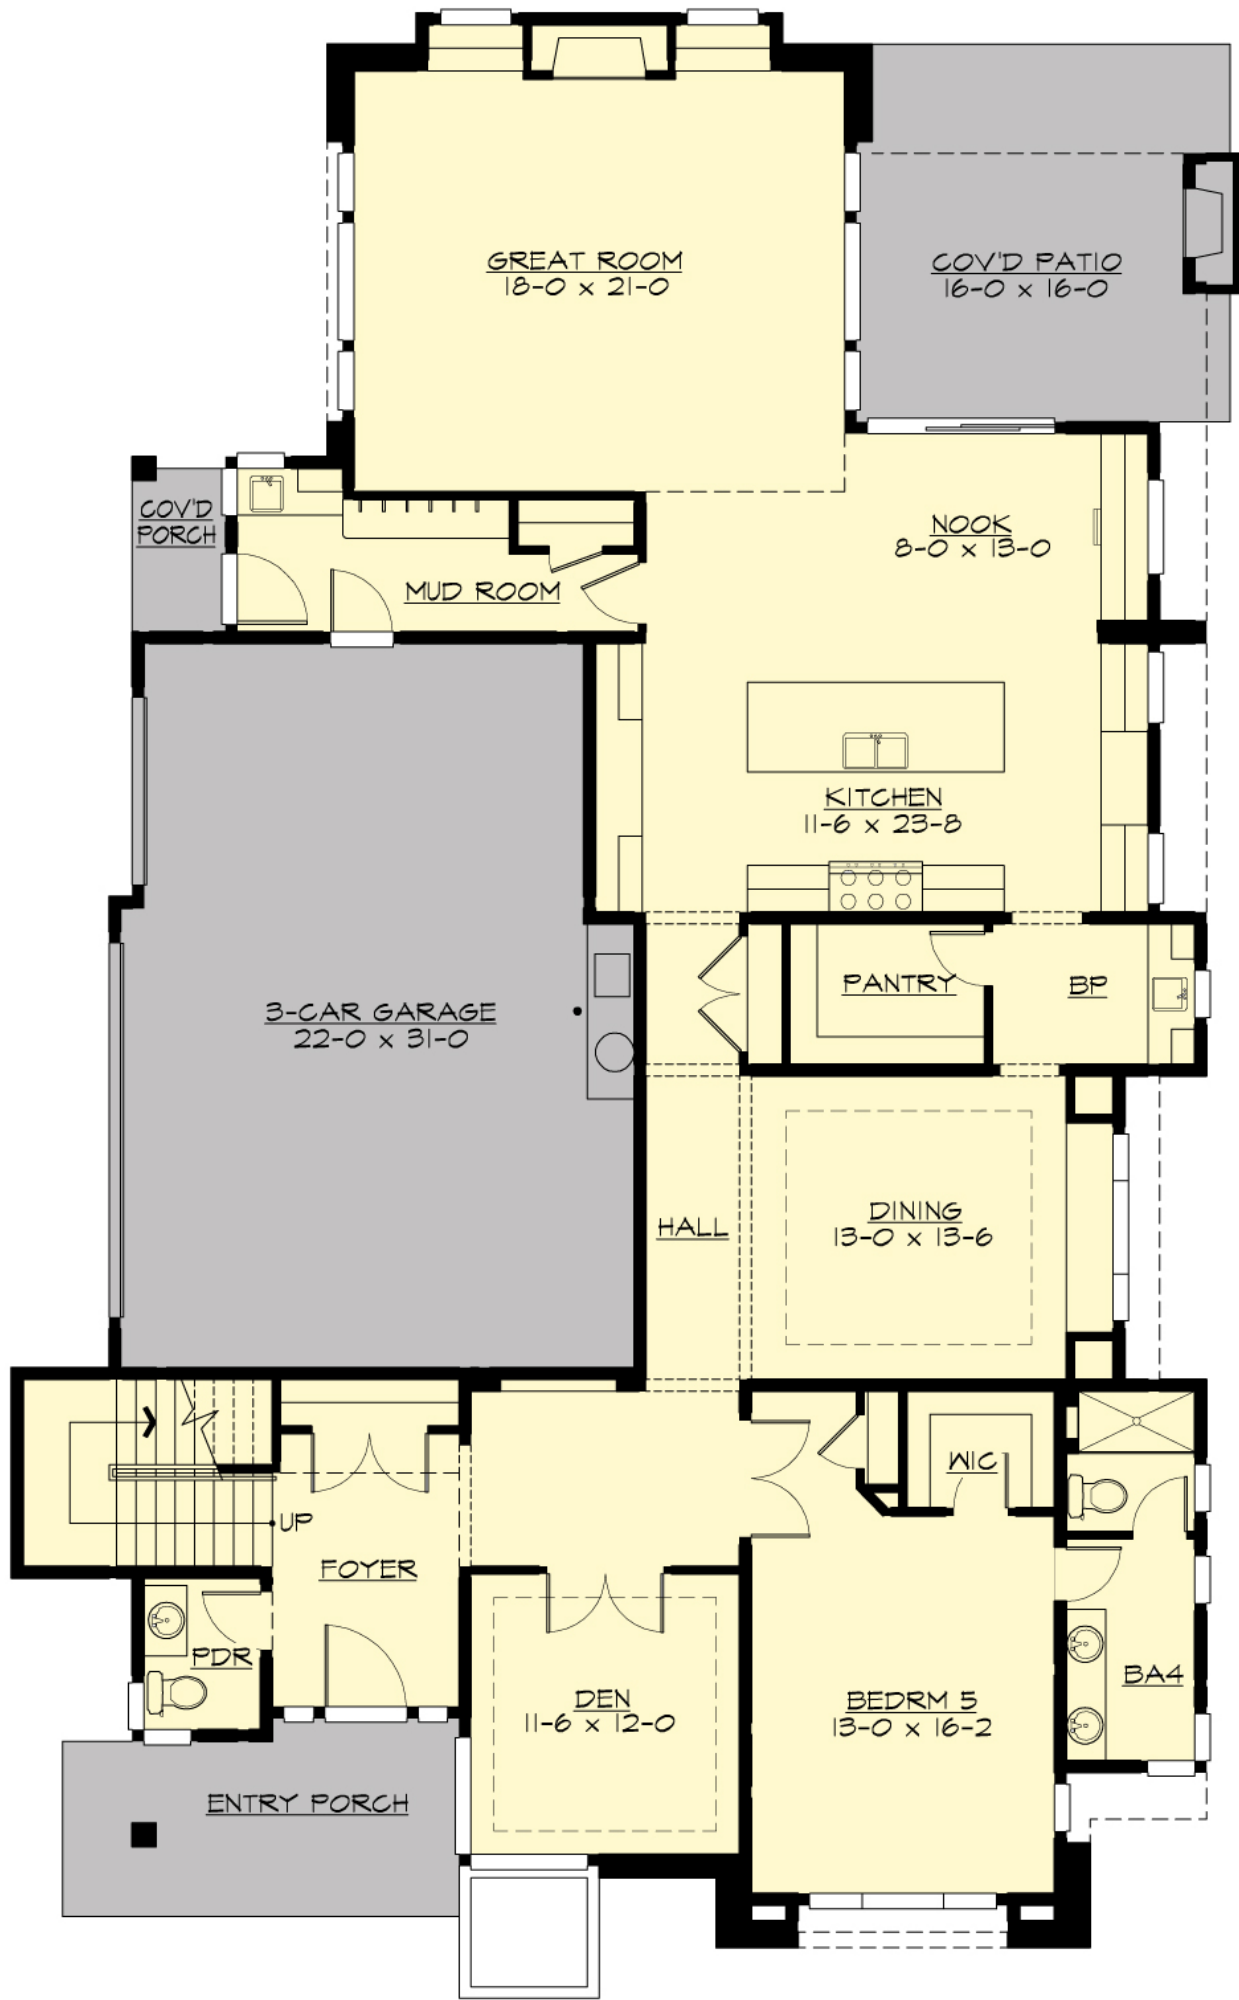 GREAT ROOM
18-0 x 21-0
COV'D PATIO
16-0 x 16-0
COV'D
PORCH
NOOK
8-0 x 13-0
MUD ROOM
KITCHEN
11-6 x 23-8
PANTRY
BP
3-CAR GARAGE
22-0 x 31-0
HALL
DINING
13-0 x 13-6
WIC
UP
FOYER
PDR
DEN
11-6 x 12-0
BEDRM 5
13-0 x 16-2
BA4
ENTRY PORCH